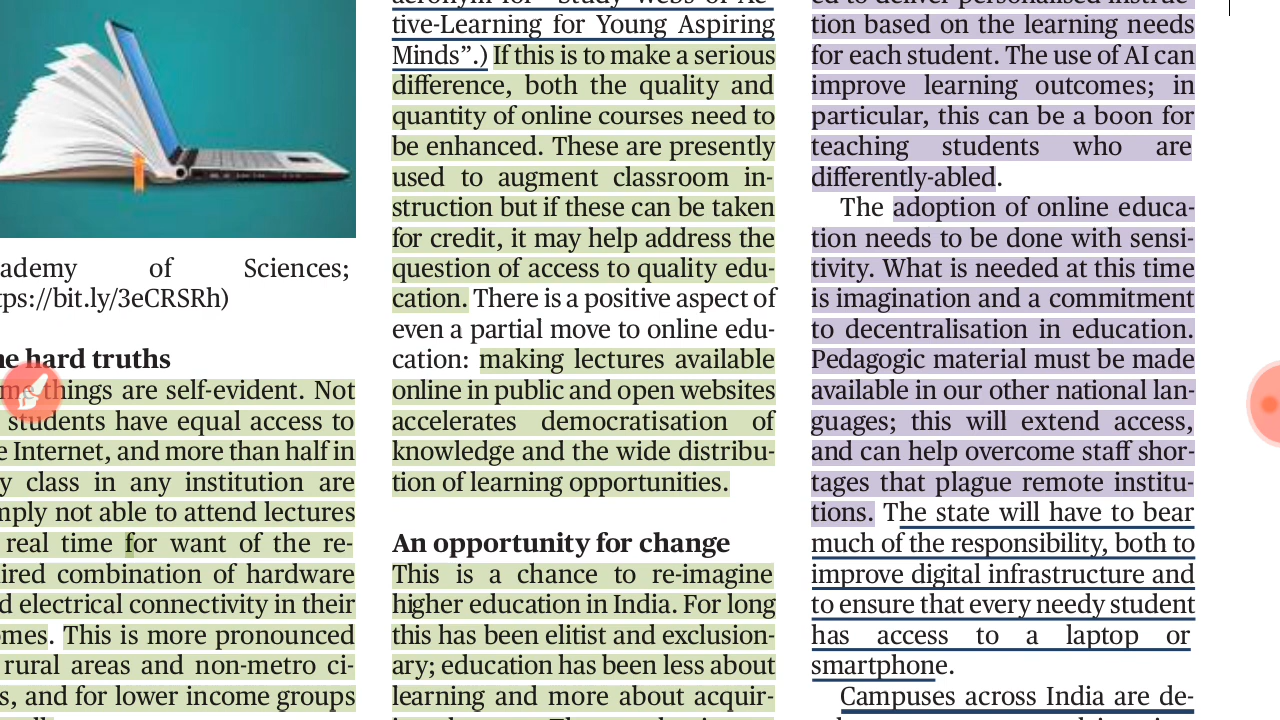 ademy of Sciences;
tps://bit.ly/3eCRSRh)
e hard truths
me things are self-evident. Not
students have equal access to
e Internet, and more than half in
y class in any institution are
mply not able to attend lectures
real time for want of the re-
ired combination of hardware
d electrical connectivity in their
omes. This is more pronounced
rural areas and non-metro ci-
s, and for lower income groups
tive-Learning for Young Aspiring
Minds”.) If this is to make a serious
difference, both the quality and
quantity of online courses need to
be enhanced. These are presently
used to augment classroom in-
struction but if these can be taken
for credit, it may help address the
question of access to quality edu-
cation. There is a positive aspect of
even a partial move to online edu-
cation: making lectures available
online in public and open websites
accelerates democratisation of
knowledge and the wide distribu-
tion of learning opportunities.
An opportunity for change
This is a chance to re-imagine
higher education in India. For long
this has been elitist and exclusion-
ary; education has been less about
learning and more about acquir-
ed to deliver personalised instruc-
tion based on the learning needs
for each student. The use of AI can
improve learning outcomes; in
particular, this can be a boon for
teaching students who are
differently-abled.
The adoption of online educa-
tion needs to be done with sensi-
tivity. What is needed at this time
is imagination and a commitment
to decentralisation in education.
Pedagogic material must be made
available in our other national lan-
guages; this will extend access,
and can help overcome staff shor-
tages that plague remote institu-
tions. The state will have to bear
much of the responsibility, both to
improve digital infrastructure and
to ensure that every needy student
has access to a laptop or
smartphone.
Campuses across India are de-